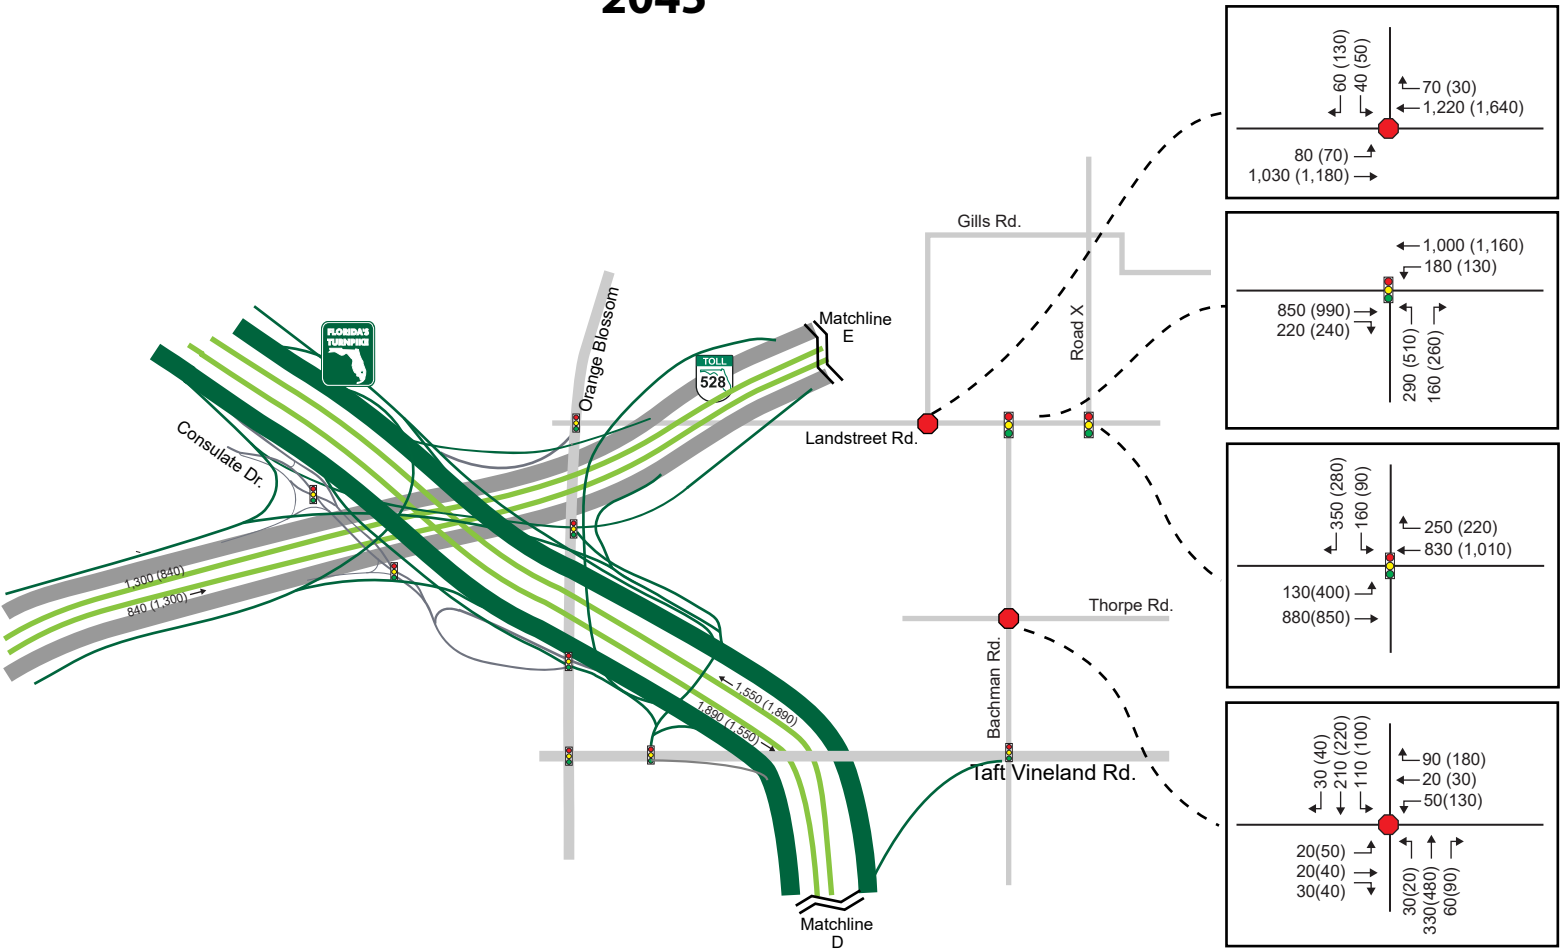 2045
60 (130)
40 (50)
70 (30)
1,220 (1,640)
80 (70)
1,030 (1,180)
1,000 (1,160)
180 (130)
850 (990)
220 (240)
290 (510)
160 (260)
350 (280)
160 (90)
250 (220)
830 (1,010)
130(400)
880(850)
30 (40)
210 (220)
110 (100)
90 (180)
20 (30)
50(130)
20(50)
20(40)
30(40)
30(20)
330(480)
60(90)
Gills Rd.
Road X
Orange Blossom
Matchline
E
FLORIDA'S
TURNPIKE
TOLL
528
Landstreet Rd.
Consulate Dr.
1,300 (840)
840 (1,300)
Thorpe Rd.
Bachman Rd.
1,550 (1,890)
1,890 (1,550)
Taft Vineland Rd.
Matchline
D